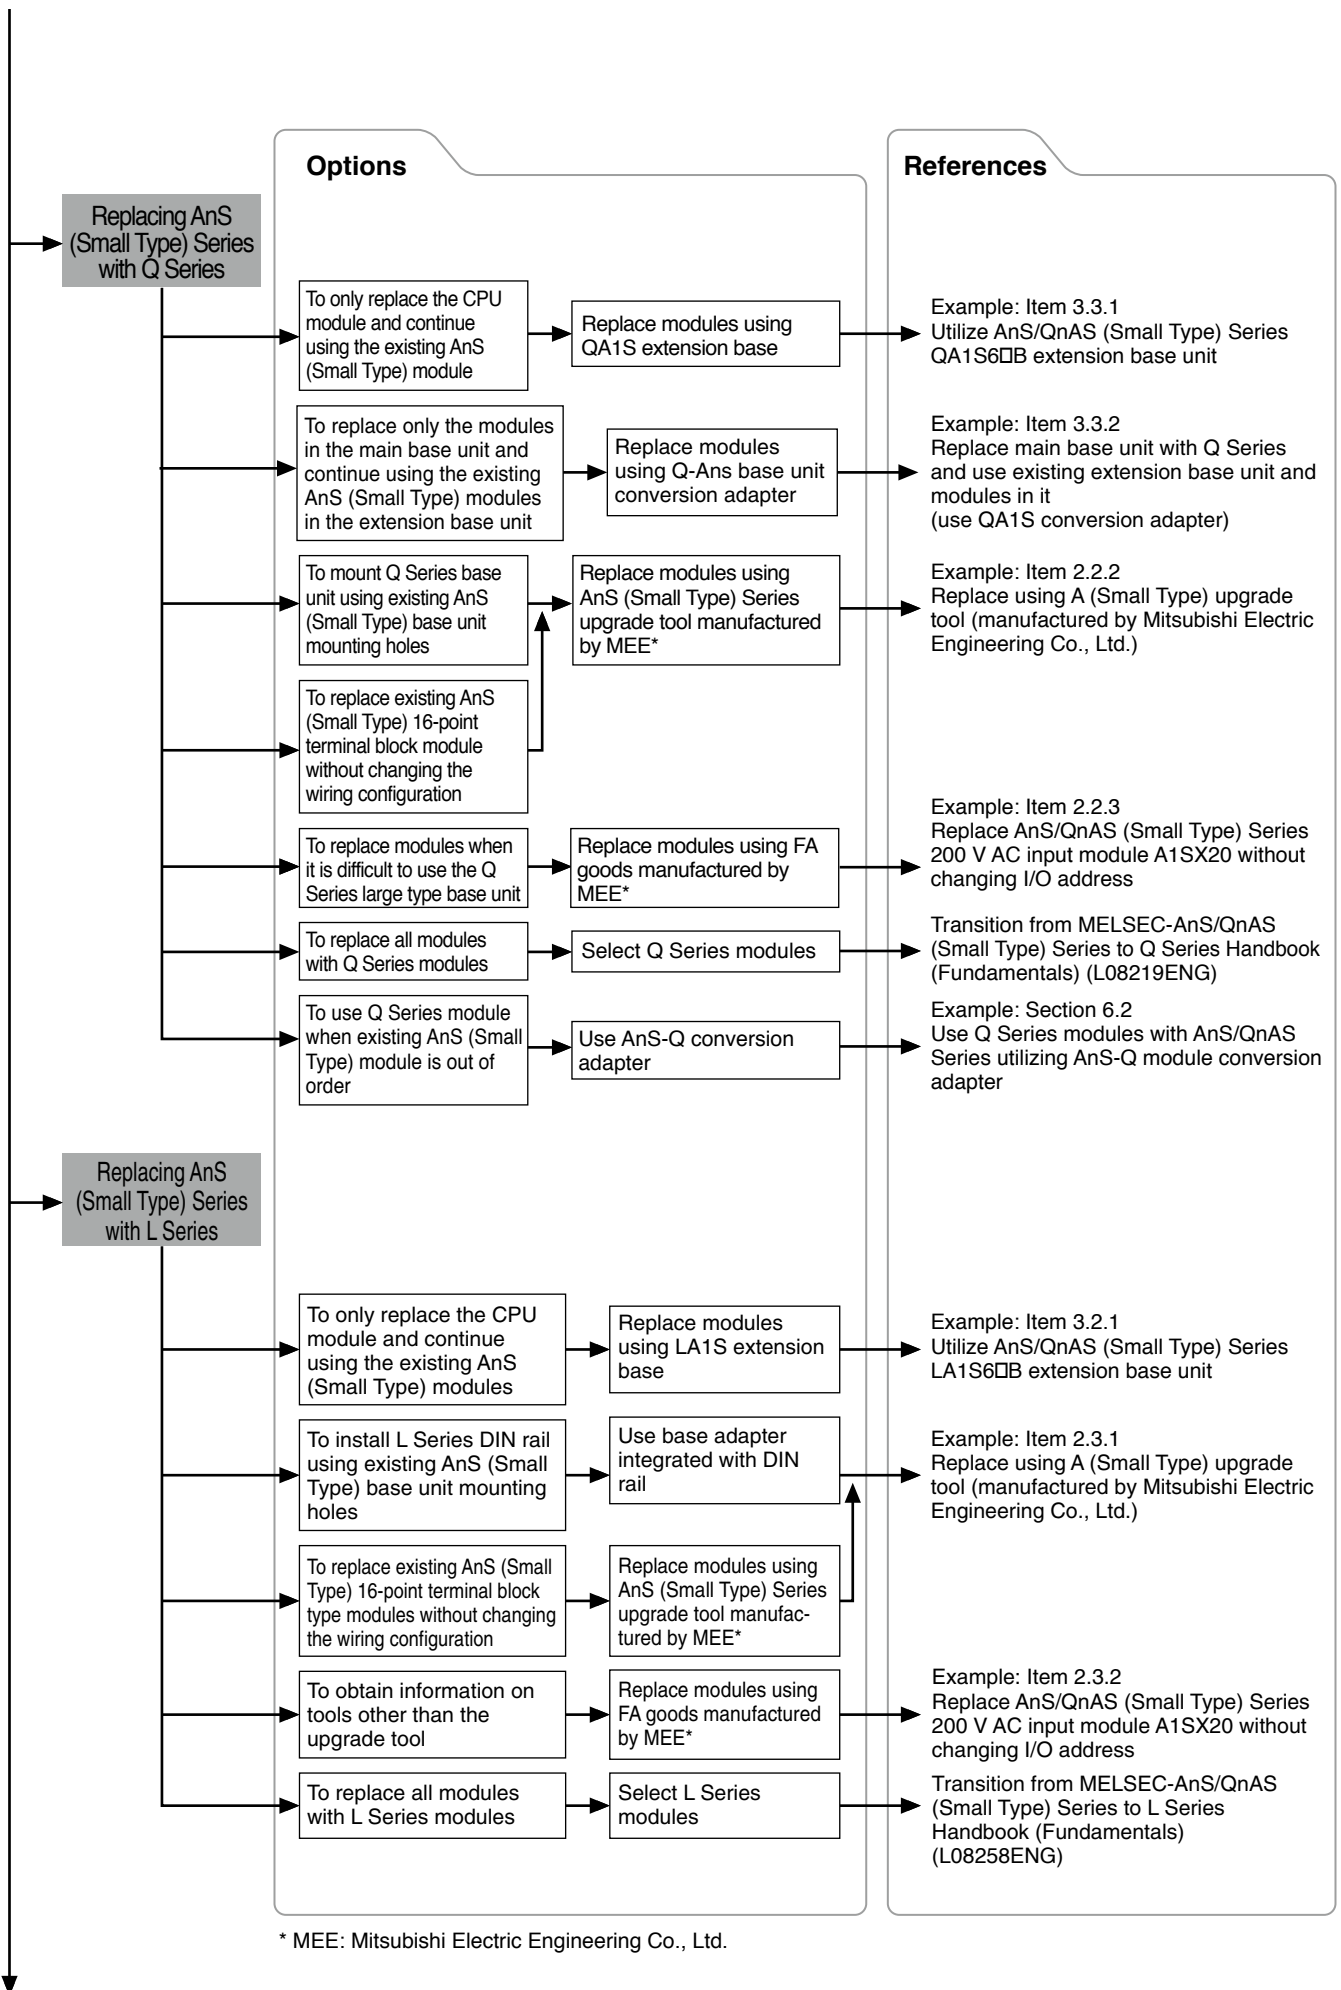 Options
References
Replacing AnS
(Small Type) Series
with Q Series
To only replace the CPU
module and continue
using the existing AnS
(Small Type) module
Replace modules using
QA1S extension base
Example: Item 3.3.1
Utilize AnS/QnAS (Small Type) Series
QA1S6□B extension base unit
To replace only the modules
in the main base unit and
continue using the existing
AnS (Small Type) modules
in the extension base unit
Replace modules
using Q-Ans base unit
conversion adapter
Example: Item 3.3.2
Replace main base unit with Q Series
and use existing extension base unit and
modules in it
(use QA1S conversion adapter)
To mount Q Series base
unit using existing AnS
(Small Type) base unit
mounting holes
Replace modules using
AnS (Small Type) Series
upgrade tool manufactured
by MEE*
Example: Item 2.2.2
Replace using A (Small Type) upgrade
tool (manufactured by Mitsubishi Electric
Engineering Co., Ltd.)
To replace existing AnS
(Small Type) 16-point
terminal block module
without changing the
wiring configuration
To replace modules when
it is difficult to use the Q
Series large type base unit
Replace modules using FA
goods manufactured by
MEE*
Example: Item 2.2.3
Replace AnS/QnAS (Small Type) Series
200 V AC input module A1SX20 without
changing I/O address
To replace all modules
with Q Series modules
Select Q Series modules
Transition from MELSEC-AnS/QnAS
(Small Type) Series to Q Series Handbook
(Fundamentals) (L08219ENG)
To use Q Series module
when existing AnS (Small
Type) module is out of
order
Use AnS-Q conversion
adapter
Example: Section 6.2
Use Q Series modules with AnS/QnAS
Series utilizing AnS-Q module conversion
adapter
Replacing AnS
(Small Type) Series
with L Series
To only replace the CPU
module and continue
using the existing AnS
(Small Type) modules
Replace modules
using LA1S extension
base
Example: Item 3.2.1
Utilize AnS/QnAS (Small Type) Series
LA1S6□B extension base unit
To install L Series DIN rail
using existing AnS (Small
Type) base unit mounting
holes
Use base adapter
integrated with DIN
rail
Example: Item 2.3.1
Replace using A (Small Type) upgrade
tool (manufactured by Mitsubishi Electric
Engineering Co., Ltd.)
To replace existing AnS (Small
Type) 16-point terminal block
type modules without changing
the wiring configuration
Replace modules using
AnS (Small Type) Series
upgrade tool manufac-
tured by MEE*
To obtain information on
tools other than the
upgrade tool
Replace modules using
FA goods manufactured
by MEE*
Example: Item 2.3.2
Replace AnS/QnAS (Small Type) Series
200 V AC input module A1SX20 without
changing I/O address
To replace all modules
with L Series modules
Select L Series
modules
Transition from MELSEC-AnS/QnAS
(Small Type) Series to L Series
Handbook (Fundamentals)
(L08258ENG)
* MEE: Mitsubishi Electric Engineering Co., Ltd.